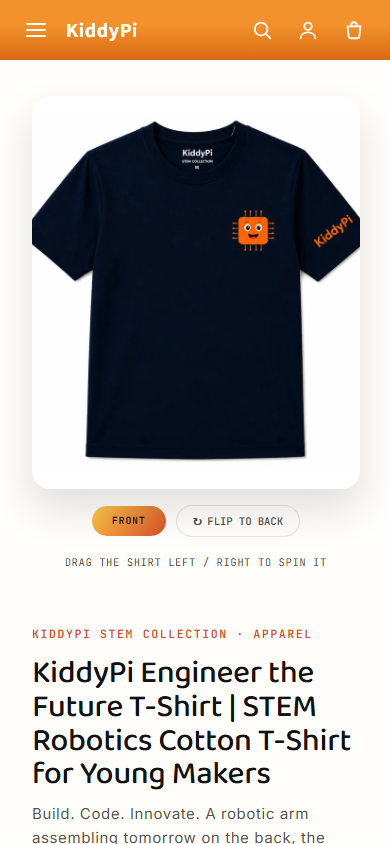 KiddyPi
KiddyPi
STEM COLLECTION
M
KiddyPi
FRONT
↻ FLIP TO BACK
DRAG THE SHIRT LEFT / RIGHT TO SPIN IT
KIDDYPI STEM COLLECTION · APPAREL
KiddyPi Engineer the
Future T-Shirt | STEM
Robotics Cotton T-Shirt
for Young Makers
Build. Code. Innovate. A robotic arm
assembling tomorrow on the back, the